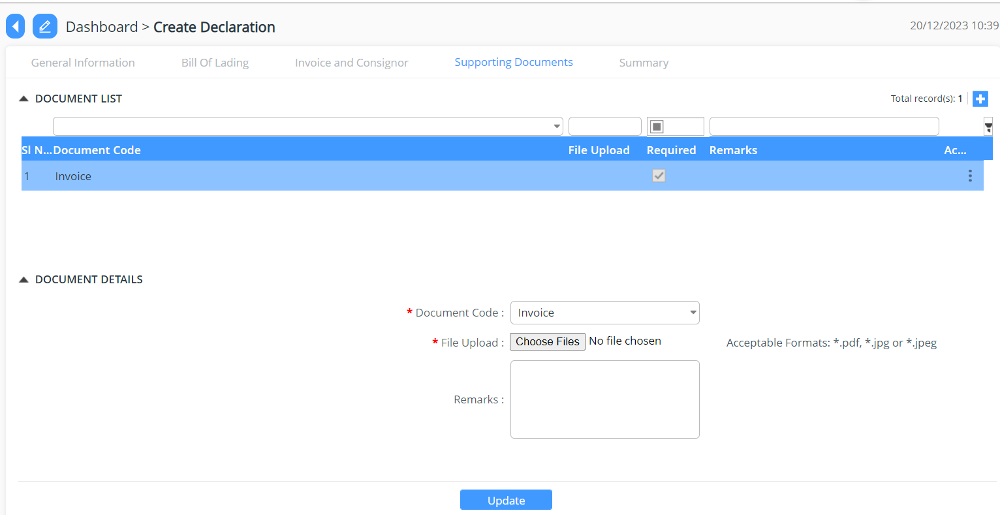 Dashboard > Create Declaration
20/12/2023 10:39
General Information Bill Of Lading Invoice and Consignor Supporting Documents Summary
DOCUMENT LIST
Total record(s): 1
Sl N... Document Code File Upload Required Remarks Ac...
1 Invoice
DOCUMENT DETAILS
* Document Code : Invoice
* File Upload : Choose Files No file chosen Acceptable Formats: *.pdf, *.jpg or *.jpeg
Remarks :
Update